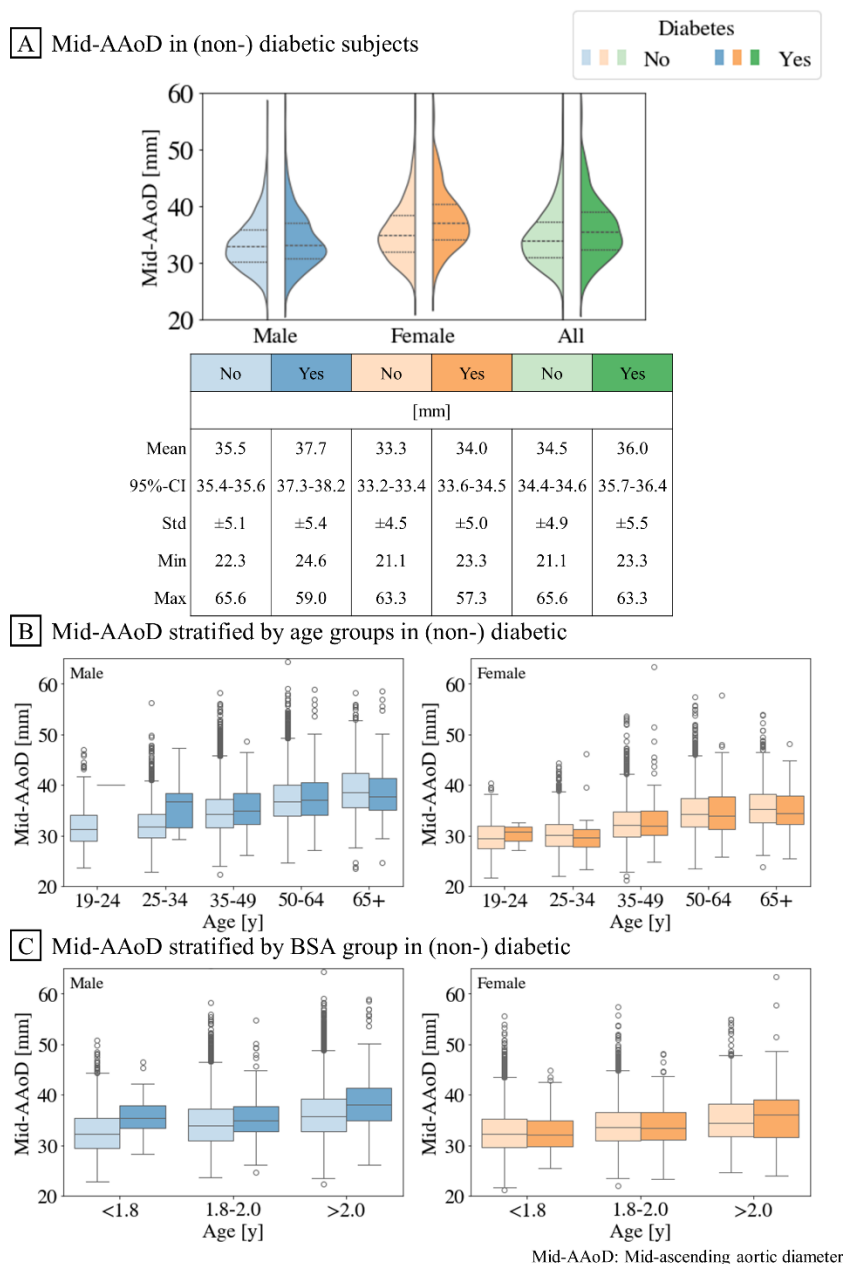 A Mid-AAoD in (non-) diabetic subjects
Diabetes
No Yes
60
50
40
30
20
Mid-AAoD [mm]
Male Female All
No Yes No Yes No Yes
[mm]
Mean 35.5 37.7 33.3 34.0 34.5 36.0
95%-CI 35.4-35.6 37.3-38.2 33.2-33.4 33.6-34.5 34.4-34.6 35.7-36.4
Std ±5.1 ±5.4 ±4.5 ±5.0 ±4.9 ±5.5
Min 22.3 24.6 21.1 23.3 21.1 23.3
Max 65.6 59.0 63.3 57.3 65.6 63.3
B Mid-AAoD stratified by age groups in (non-) diabetic
Male
60
50
40
30
20
Mid-AAoD [mm]
19-24 25-34 35-49 50-64 65+
Age [y]
Female
60
50
40
30
20
Mid-AAoD [mm]
19-24 25-34 35-49 50-64 65+
Age [y]
C Mid-AAoD stratified by BSA group in (non-) diabetic
Male
60
50
40
30
20
Mid-AAoD [mm]
<1.8 1.8-2.0 >2.0
Age [y]
Female
60
50
40
30
20
Mid-AAoD [mm]
<1.8 1.8-2.0 >2.0
Age [y]
Mid-AAoD: Mid-ascending aortic diameter